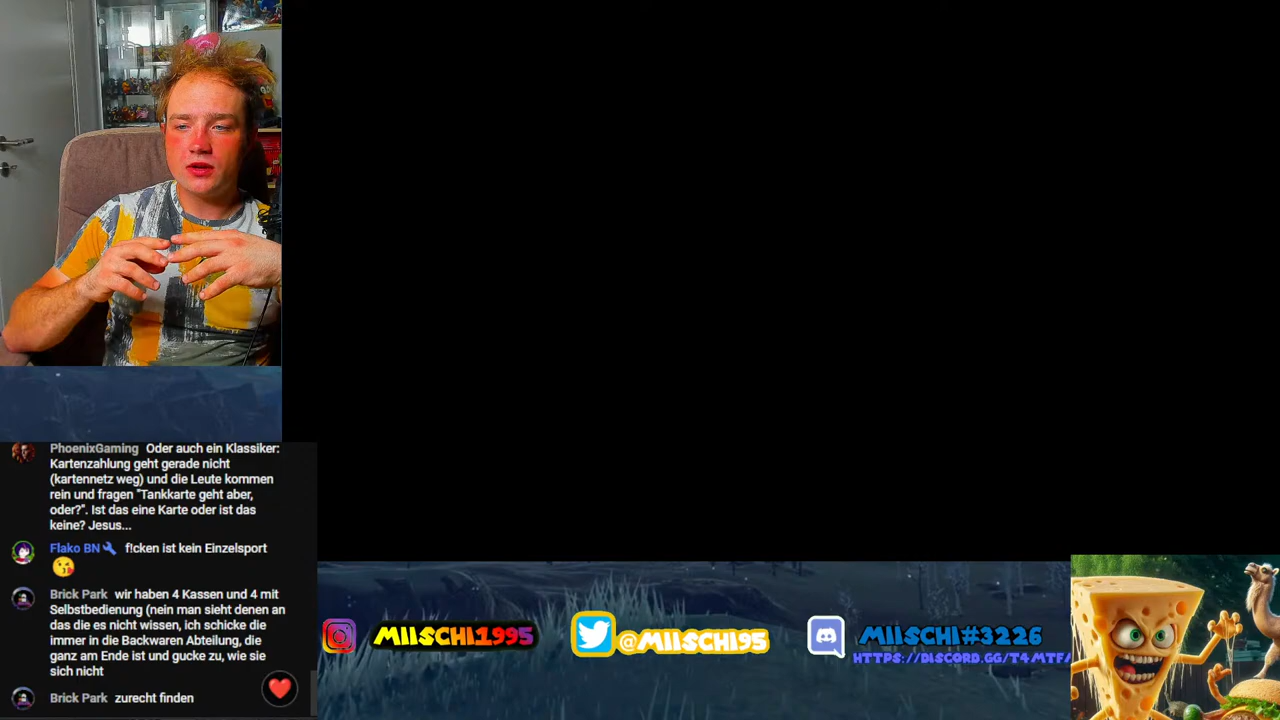 PhoenixGaming Oder auch ein Klassiker:
Kartenzahlung geht gerade nicht
(kartennetz weg) und die Leute kommen
rein und fragen "Tankkarte geht aber,
oder?". Ist das eine Karte oder ist das
keine? Jesus...
Flako BN f!cken ist kein Einzelsport
Brick Park wir haben 4 Kassen und 4 mit
Selbstbedienung (nein man sieht denen an
das die es nicht wissen, ich schicke die
immer in die Backwaren Abteilung, die
ganz am Ende ist und gucke zu, wie sie
sich nicht
Brick Park zurecht finden
MIISCHI1995
@MIISCHI95
MIISCHI#3226
HTTPS://DISCORD.GG/T4MTF